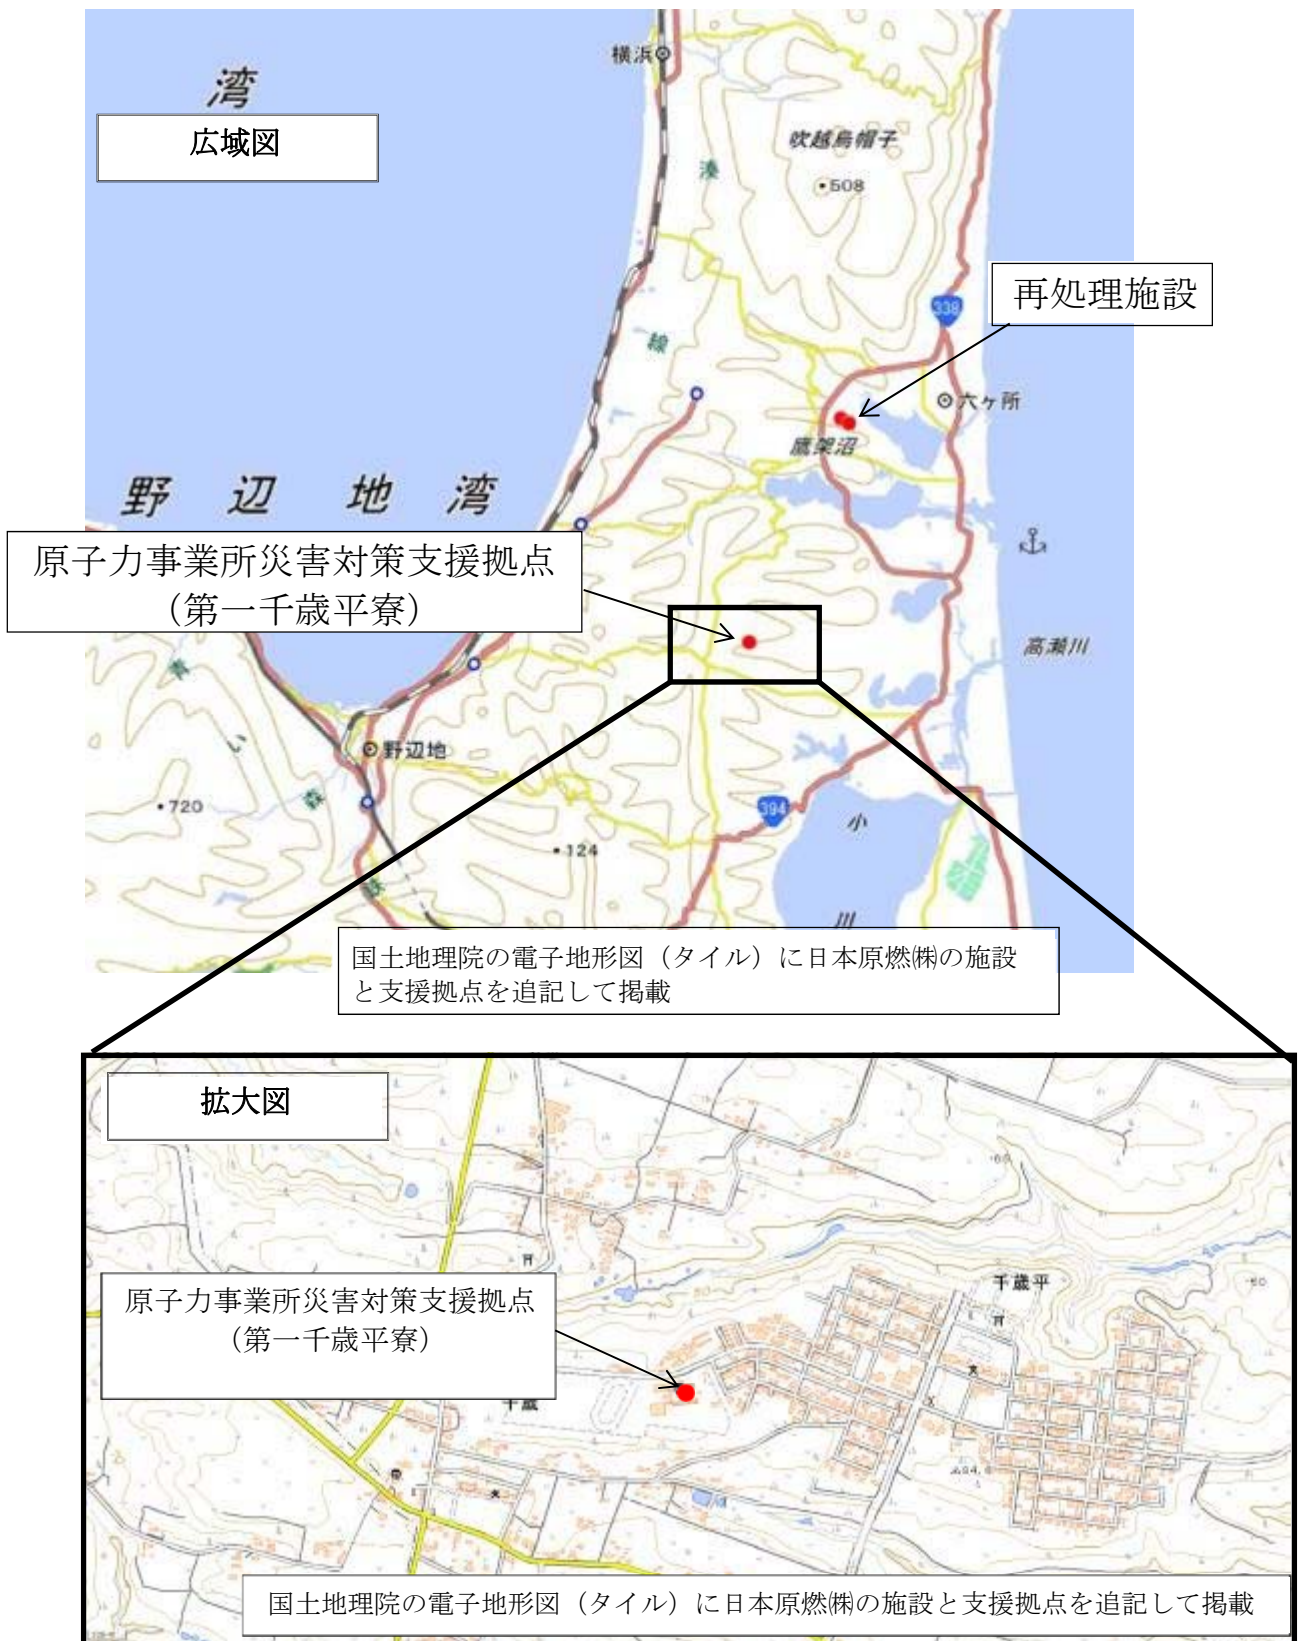 湾
広域図
横浜
吹越烏帽子
508
湊
線
再処理施設
338
六ヶ所
鷹架沼
野辺地湾
原子力事業所災害対策支援拠点
（第一千歳平寮）
高瀬川
青
い
森
鉄
野辺地
720
124
394
小
川
国土地理院の電子地形図（タイル）に日本原燃㈱の施設
と支援拠点を追記して掲載
拡大図
60
千歳平
60
原子力事業所災害対策支援拠点
（第一千歳平寮）
千歳
国土地理院の電子地形図（タイル）に日本原燃㈱の施設と支援拠点を追記して掲載